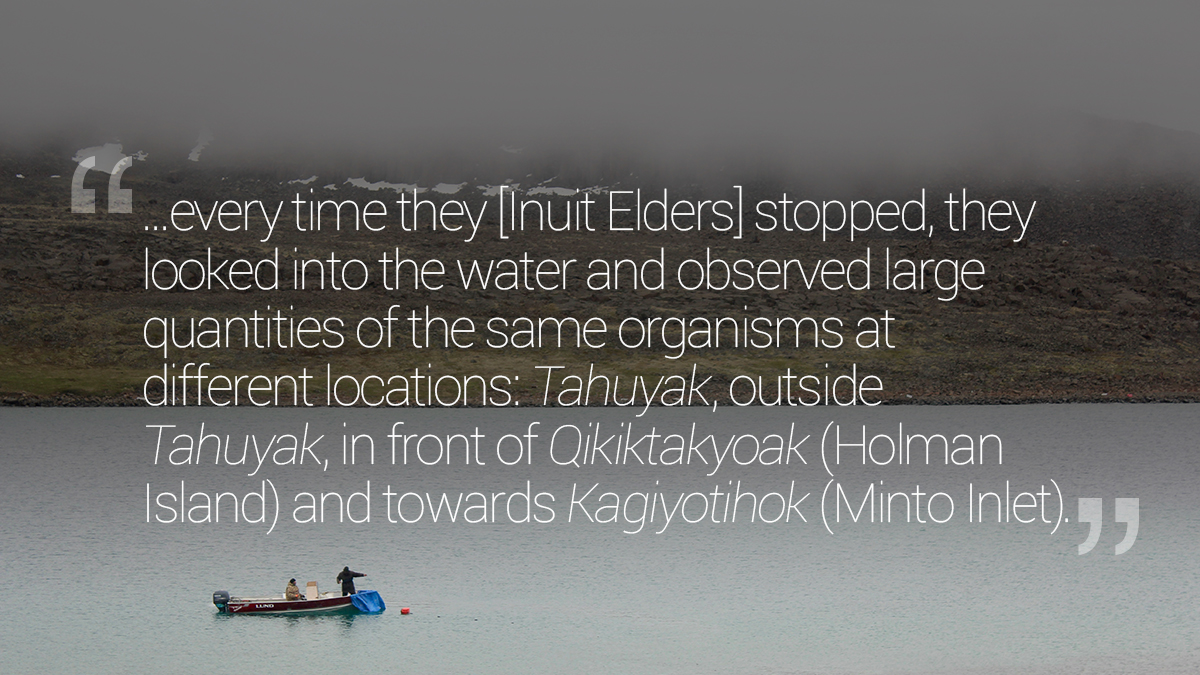 “...every time they [Inuit Elders] stopped, they
looked into the water and observed large
quantities of the same organisms at
different locations: Tahuyak, outside
Tahuyak, in front of Qikiktakyoak (Holman
Island) and towards Kagiyotihok (Minto Inlet).”
LUND